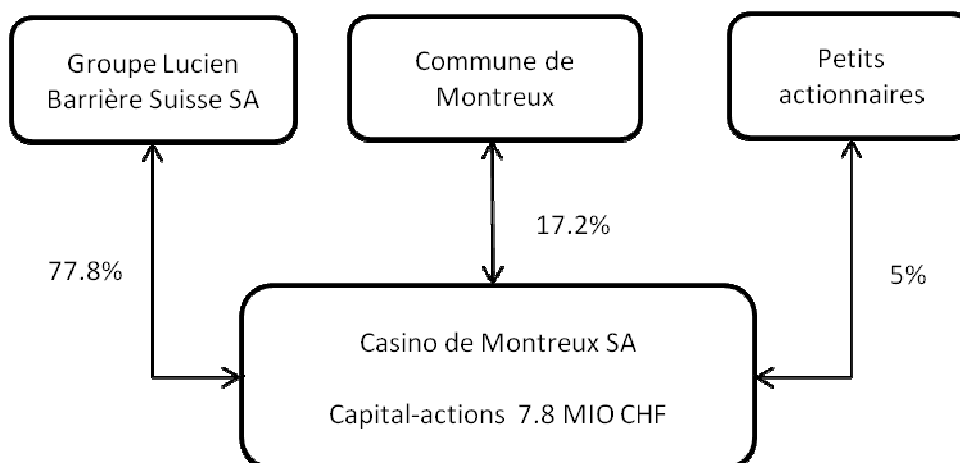 Groupe Lucien
Barrière Suisse SA
Commune de
Montreux
Petits
actionnaires
77.8%
17.2%
5%
Casino de Montreux SA
Capital-actions 7.8 MIO CHF